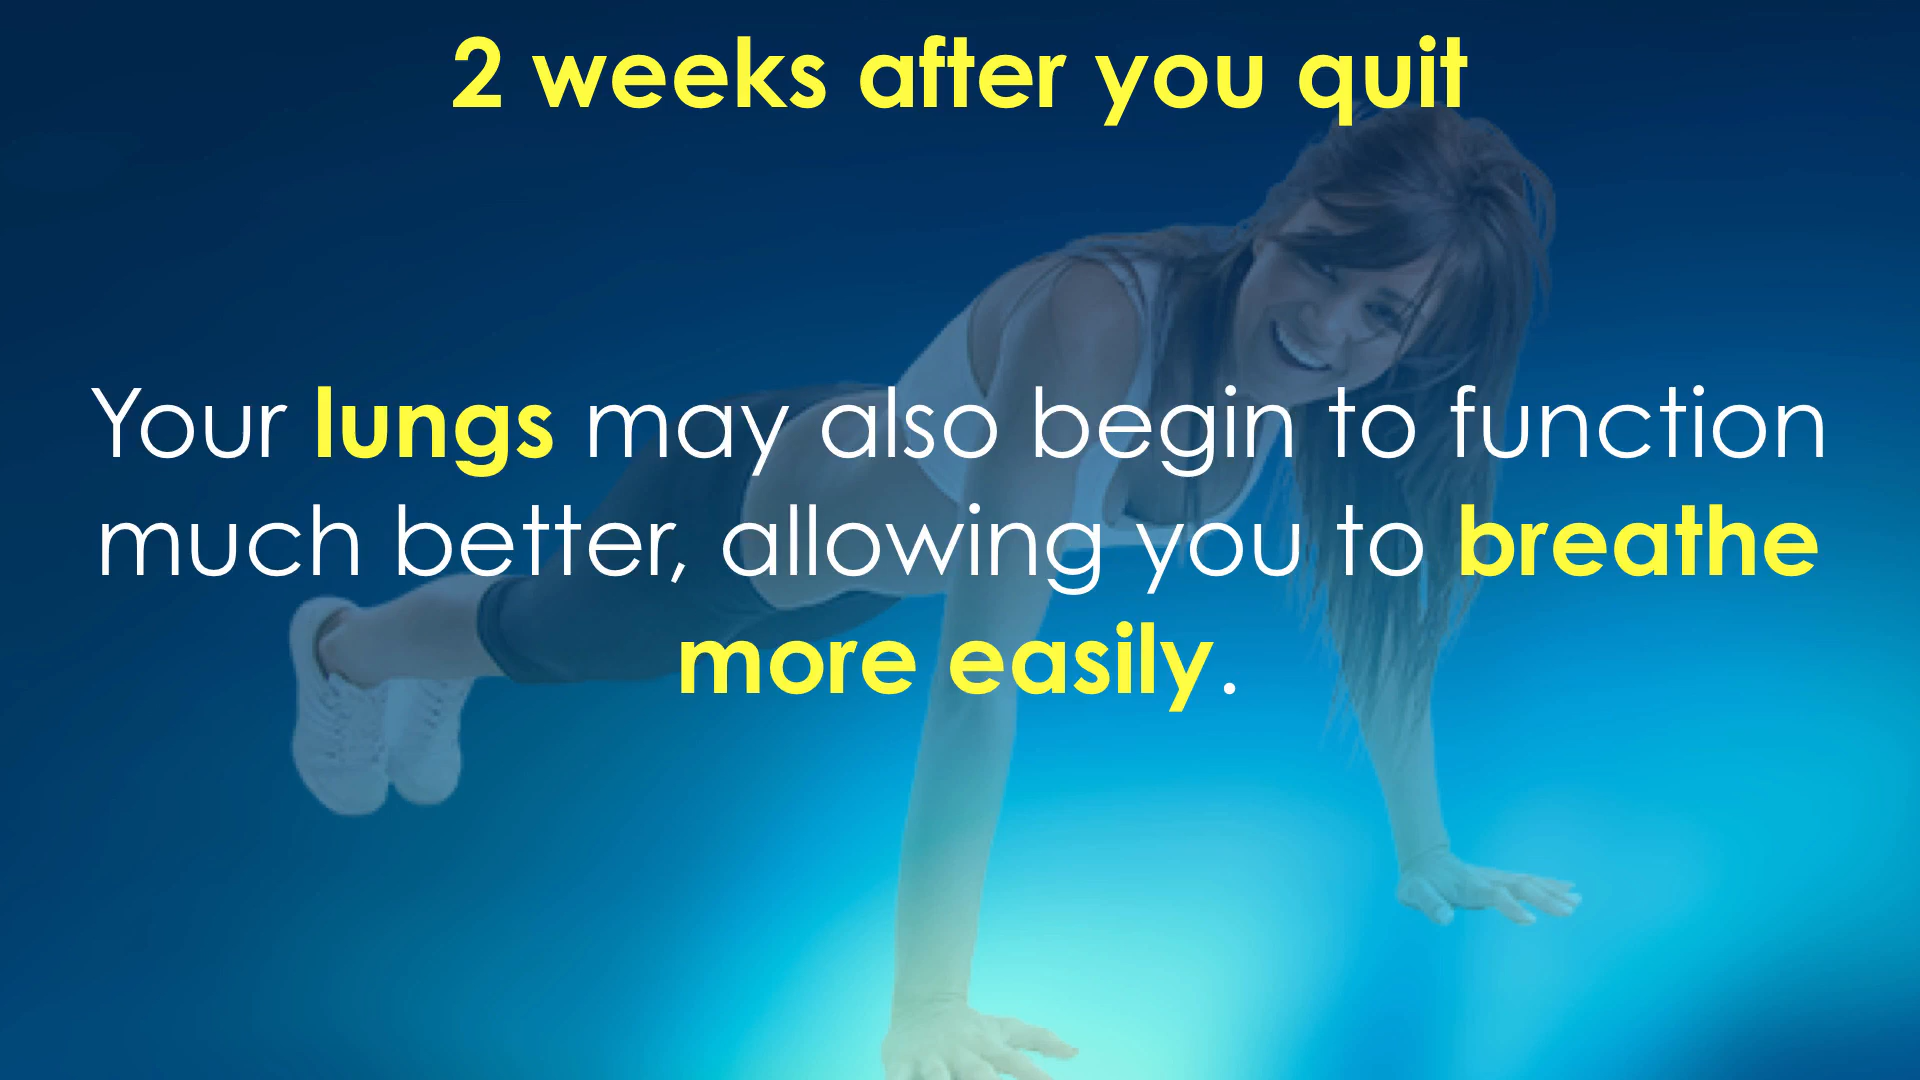 2 weeks after you quit
Your lungs may also begin to function
much better, allowing you to breathe
more easily.